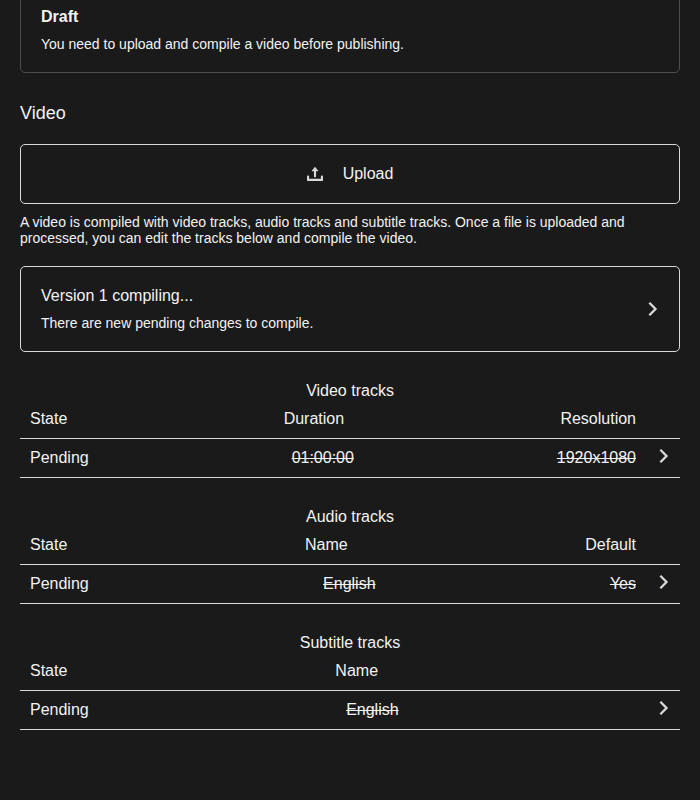 Draft
You need to upload and compile a video before publishing.
Video
Upload
A video is compiled with video tracks, audio tracks and subtitle tracks. Once a file is uploaded and
processed, you can edit the tracks below and compile the video.
Version 1 compiling...
There are new pending changes to compile.
Video tracks
State Duration Resolution
Pending 01:00:00 1920x1080
Audio tracks
State Name Default
Pending English Yes
Subtitle tracks
State Name
Pending English